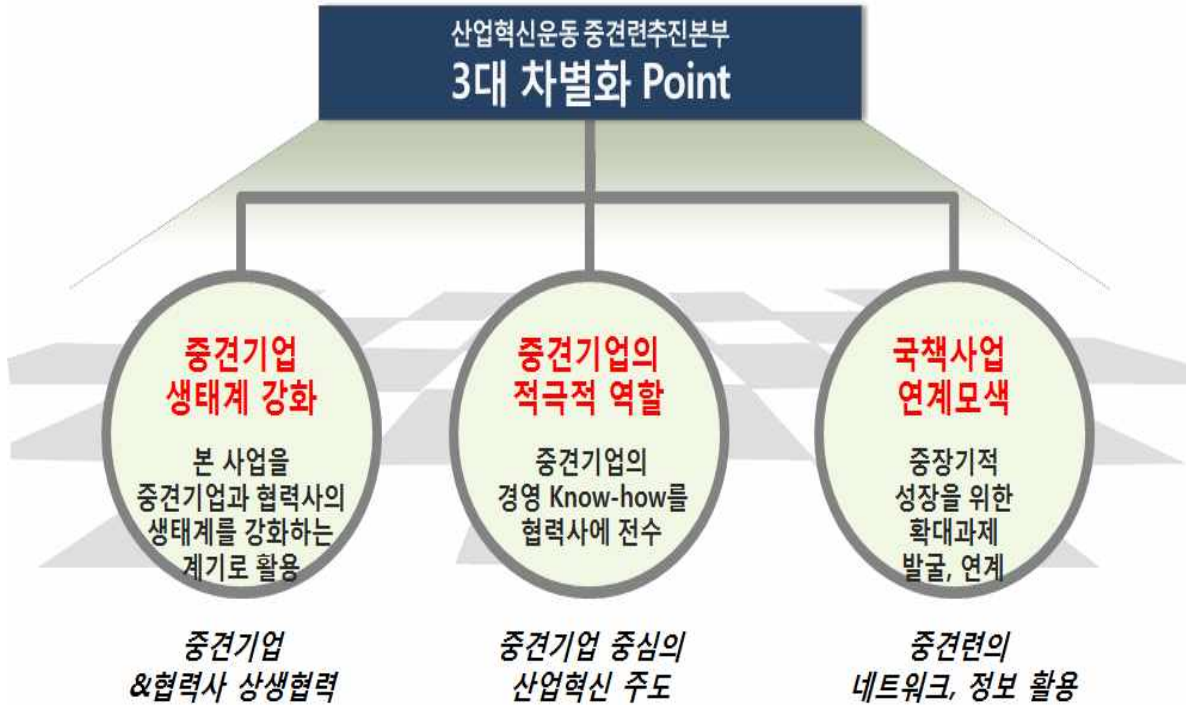 산업혁신운동 중견련추진본부
3대 차별화 Point
중견기업
생태계 강화
본 사업을
중견기업과 협력사의
생태계를 강화하는
계기로 활용
중견기업
&협력사 상생협력
중견기업의
적극적 역할
중견기업의
경영 Know-how를
협력사에 전수
중견기업 중심의
산업혁신 주도
국책사업
연계모색
중장기적
성장을 위한
확대과제
발굴, 연계
중견련의
네트워크, 정보 활용